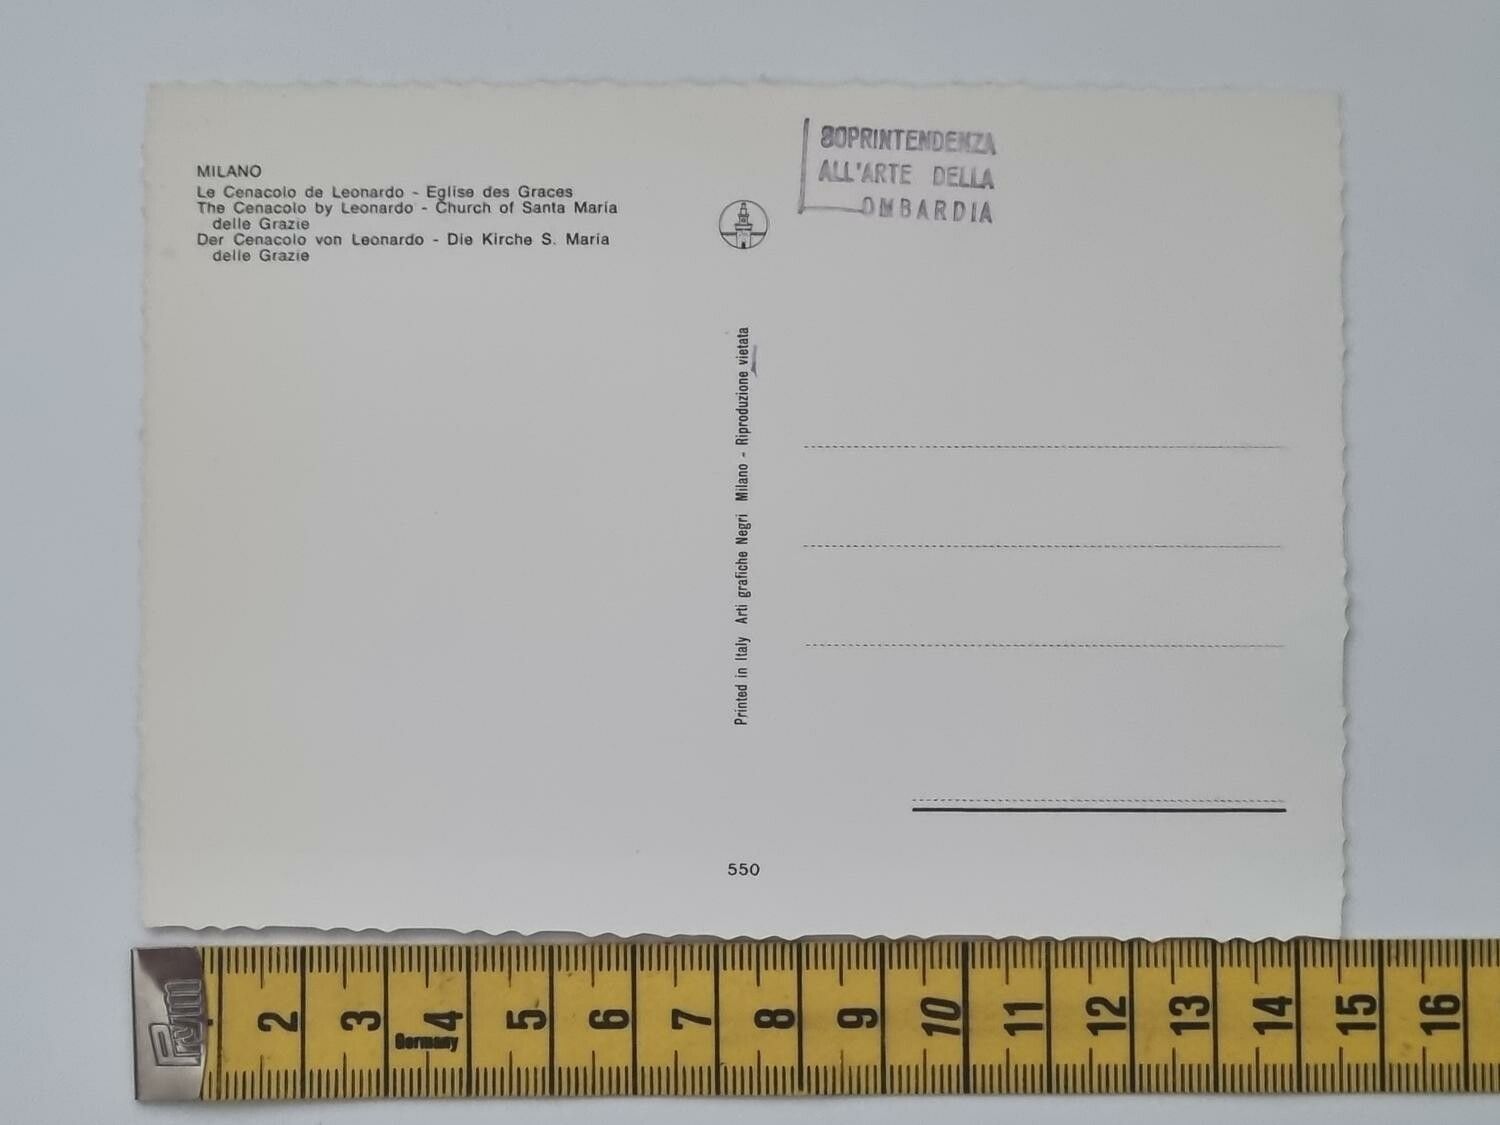 MILANO
Le Cenacolo de Leonardo - Eglise des Graces
The Cenacolo by Leonardo - Church of Santa Maria
delle Grazie
Der Cenacolo von Leonardo - Die Kirche S. Maria
delle Grazie
SOPRINTENDENZA
ALL'ARTE DELLA
OMBARDIA
Printed in Italy Arti grafiche Negri Milano - Riproduzione vietata
550
Prym
2 3 4 5 6 7 8 9 10 11 12 13 14 15 16
Germany